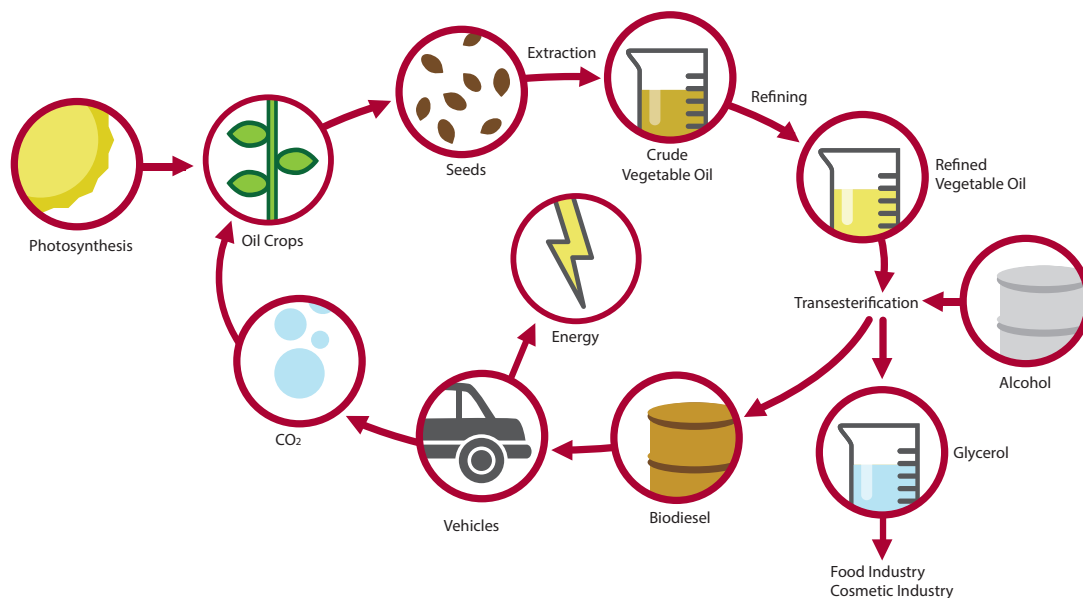 Extraction
Refining
Seeds
Crude
Vegetable Oil
Refined
Vegetable Oil
Photosynthesis
Oil Crops
Transesterification
Energy
Alcohol
CO₂
Glycerol
Vehicles
Biodiesel
Food Industry
Cosmetic Industry